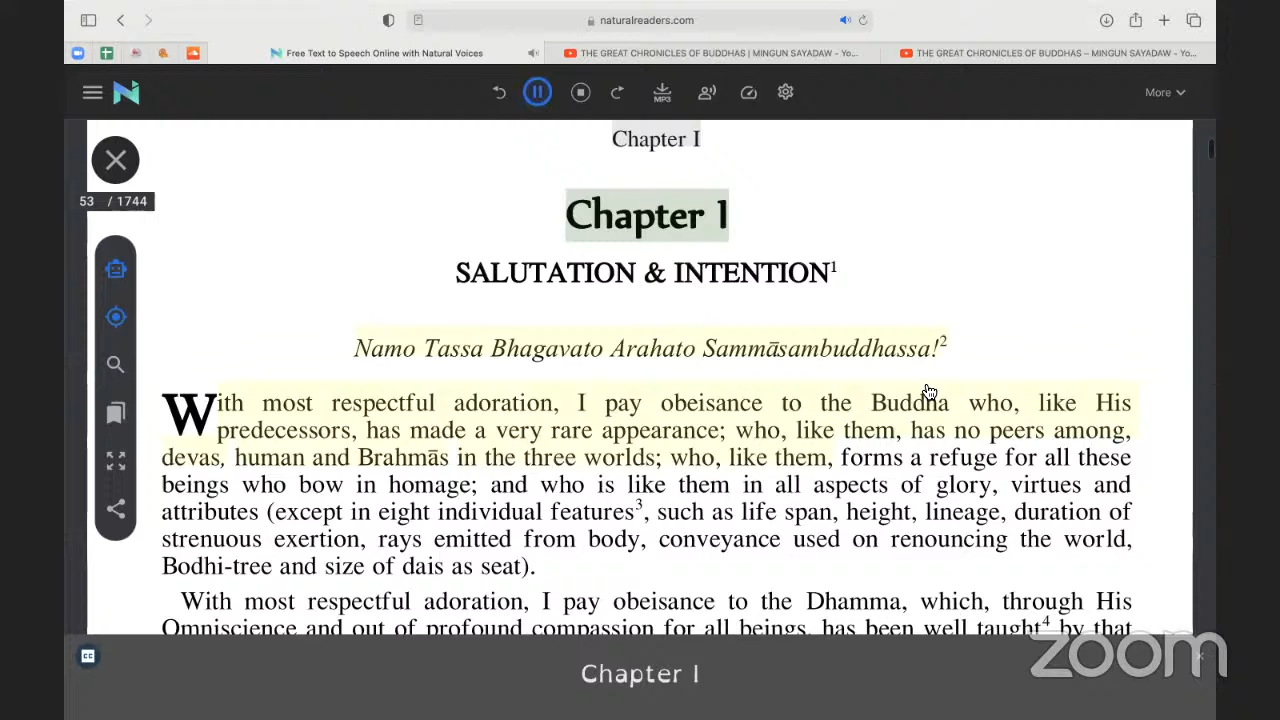 naturalreaders.com
Free Text to Speech Online with Natural Voices
THE GREAT CHRONICLES OF BUDDHAS | MINGUN SAYADAW - Yo...
THE GREAT CHRONICLES OF BUDDHAS – MINGUN SAYADAW - Yo...
MP3
More
Chapter I
53 / 1744
Chapter I
SALUTATION & INTENTION1
Namo Tassa Bhagavato Arahato Sammāsambuddhassa!2
With most respectful adoration, I pay obeisance to the Buddha who, like His
predecessors, has made a very rare appearance; who, like them, has no peers among,
devas, human and Brahmās in the three worlds; who, like them, forms a refuge for all these
beings who bow in homage; and who is like them in all aspects of glory, virtues and
attributes (except in eight individual features3, such as life span, height, lineage, duration of
strenuous exertion, rays emitted from body, conveyance used on renouncing the world,
Bodhi-tree and size of dais as seat).
With most respectful adoration, I pay obeisance to the Dhamma, which, through His
Omniscience and out of profound compassion for all beings, has been well taught4 by that
CC
Chapter I
zoom